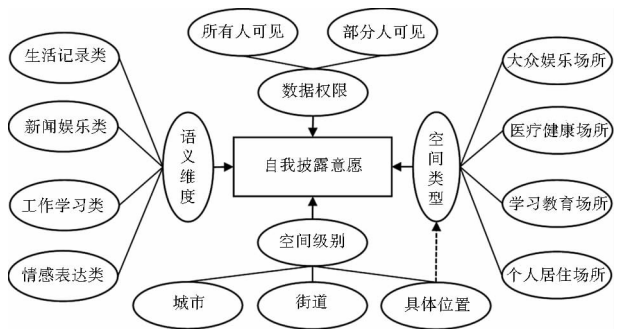 所有人可见
部分人可见
生活记录类
大众娱乐场所
数据权限
新闻娱乐类
医疗健康场所
语义维度
自我披露意愿
空间类型
工作学习类
学习教育场所
空间级别
情感表达类
个人居住场所
城市
街道
具体位置